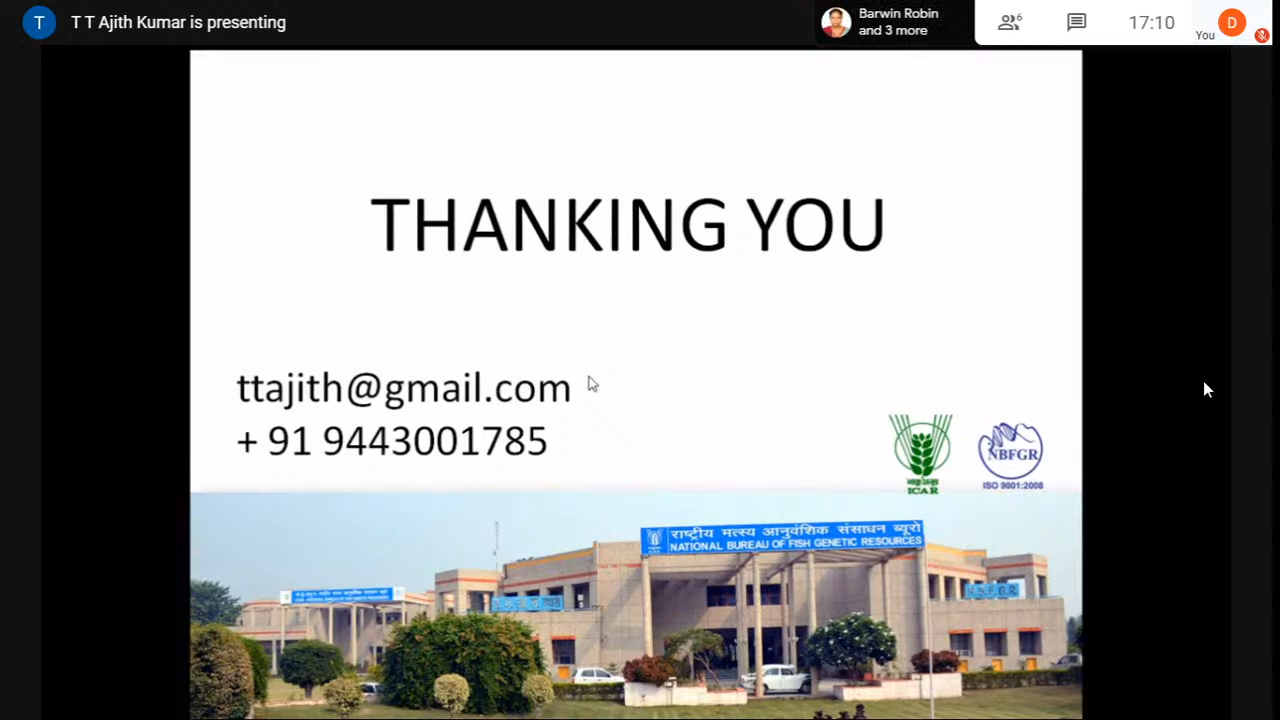 T
T T Ajith Kumar is presenting
Barwin Robin
and 3 more
6
17:10
You
D
THANKING YOU
ttajith@gmail.com
+ 91 9443001785
ICAR
NBFGR
ISO 9001:2008
राष्ट्रीय मत्स्य आनुवंशिक संसाधन ब्यूरो
NATIONAL BUREAU OF FISH GENETIC RESOURCES